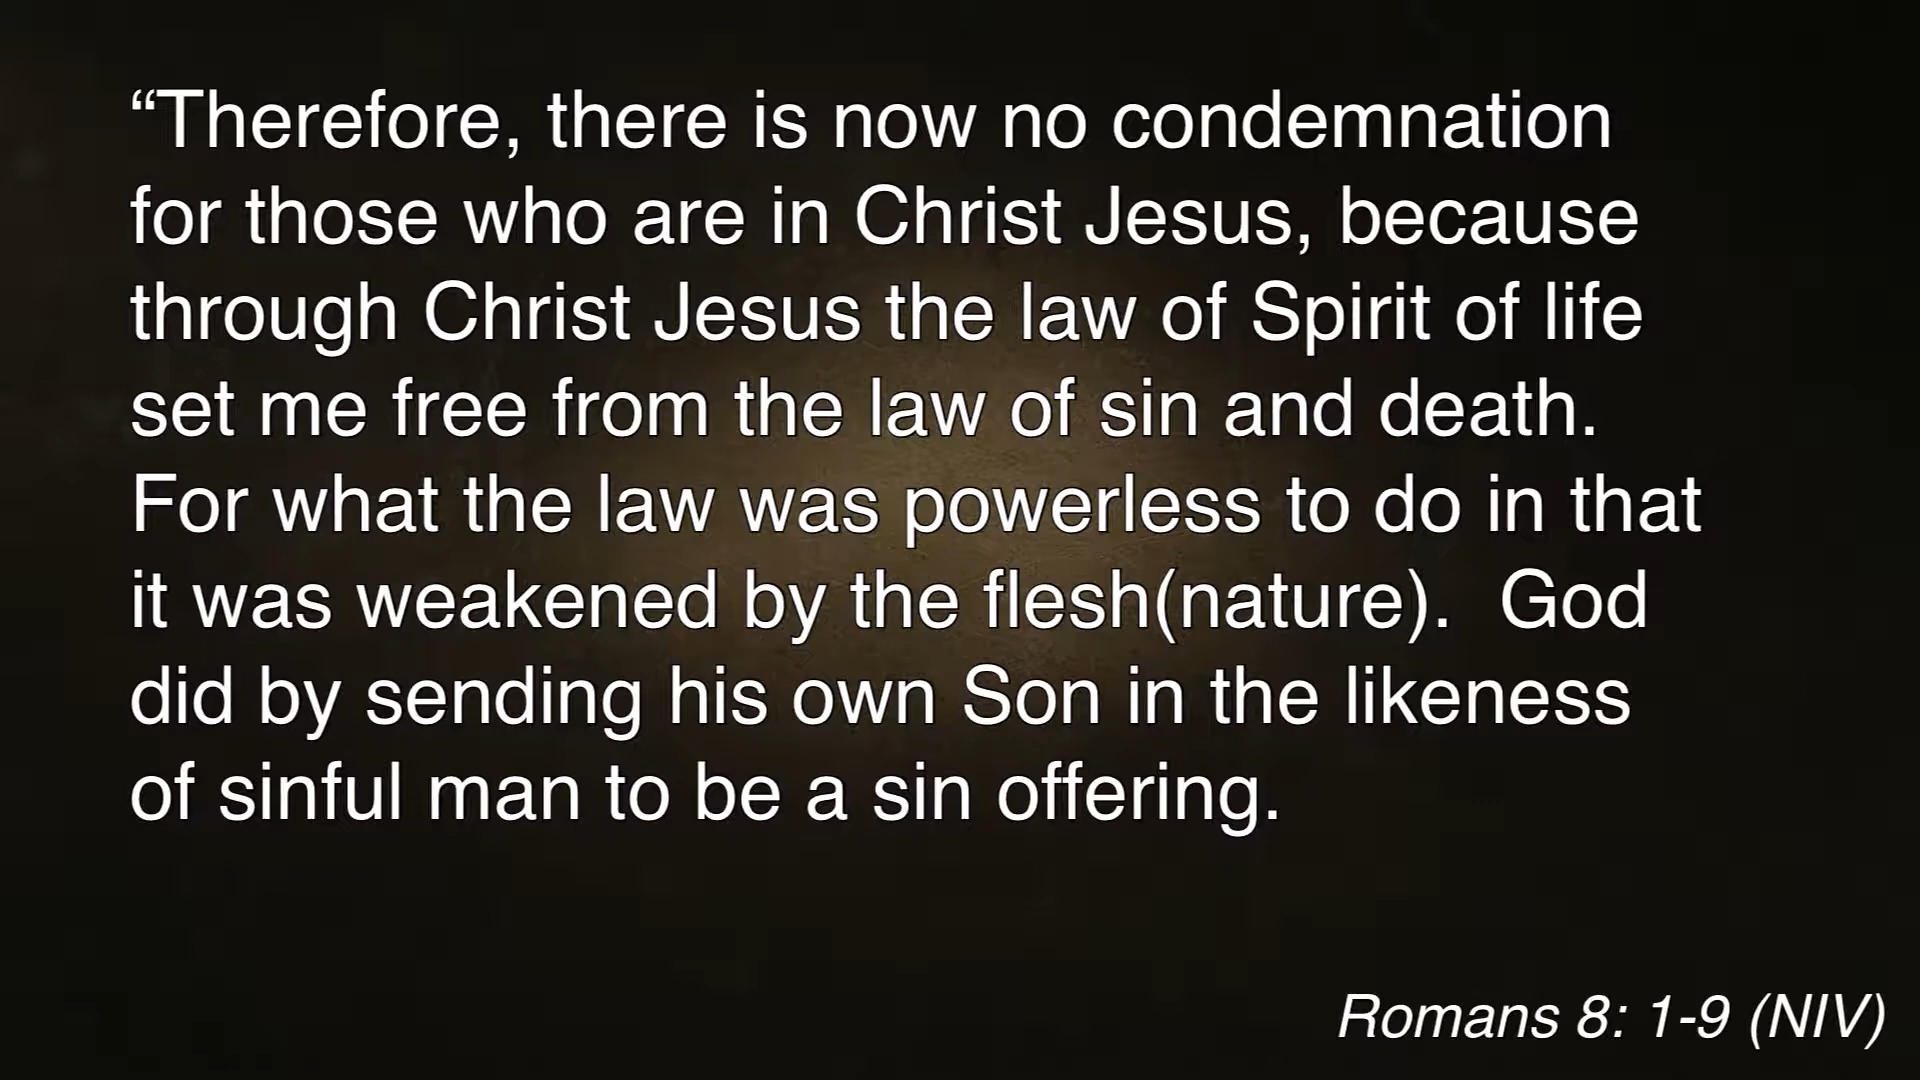 “Therefore, there is now no condemnation
for those who are in Christ Jesus, because
through Christ Jesus the law of Spirit of life
set me free from the law of sin and death.
For what the law was powerless to do in that
it was weakened by the flesh(nature).  God
did by sending his own Son in the likeness
of sinful man to be a sin offering.
Romans 8: 1-9 (NIV)